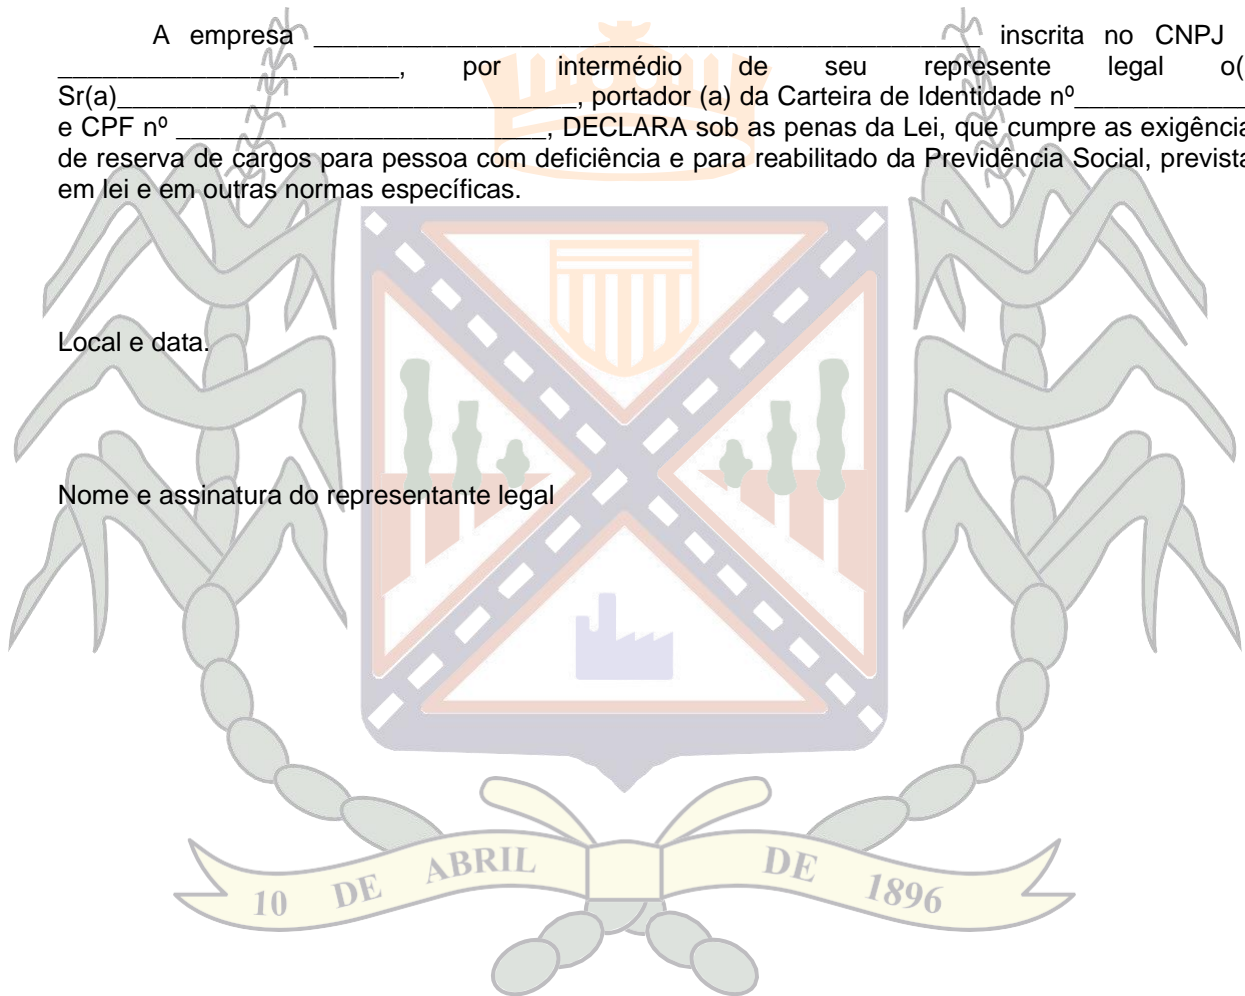 A empresa _____________________________________________ inscrita no CNPJ
_______________________, por intermédio de seu represente legal o(
Sr(a)_______________________________, portador (a) da Carteira de Identidade nº____________
e CPF nº _________________________, DECLARA sob as penas da Lei, que cumpre as exigência
de reserva de cargos para pessoa com deficiência e para reabilitado da Previdência Social, prevista
em lei e em outras normas específicas.
Local e data.
Nome e assinatura do representante legal
10 DE ABRIL DE 1896